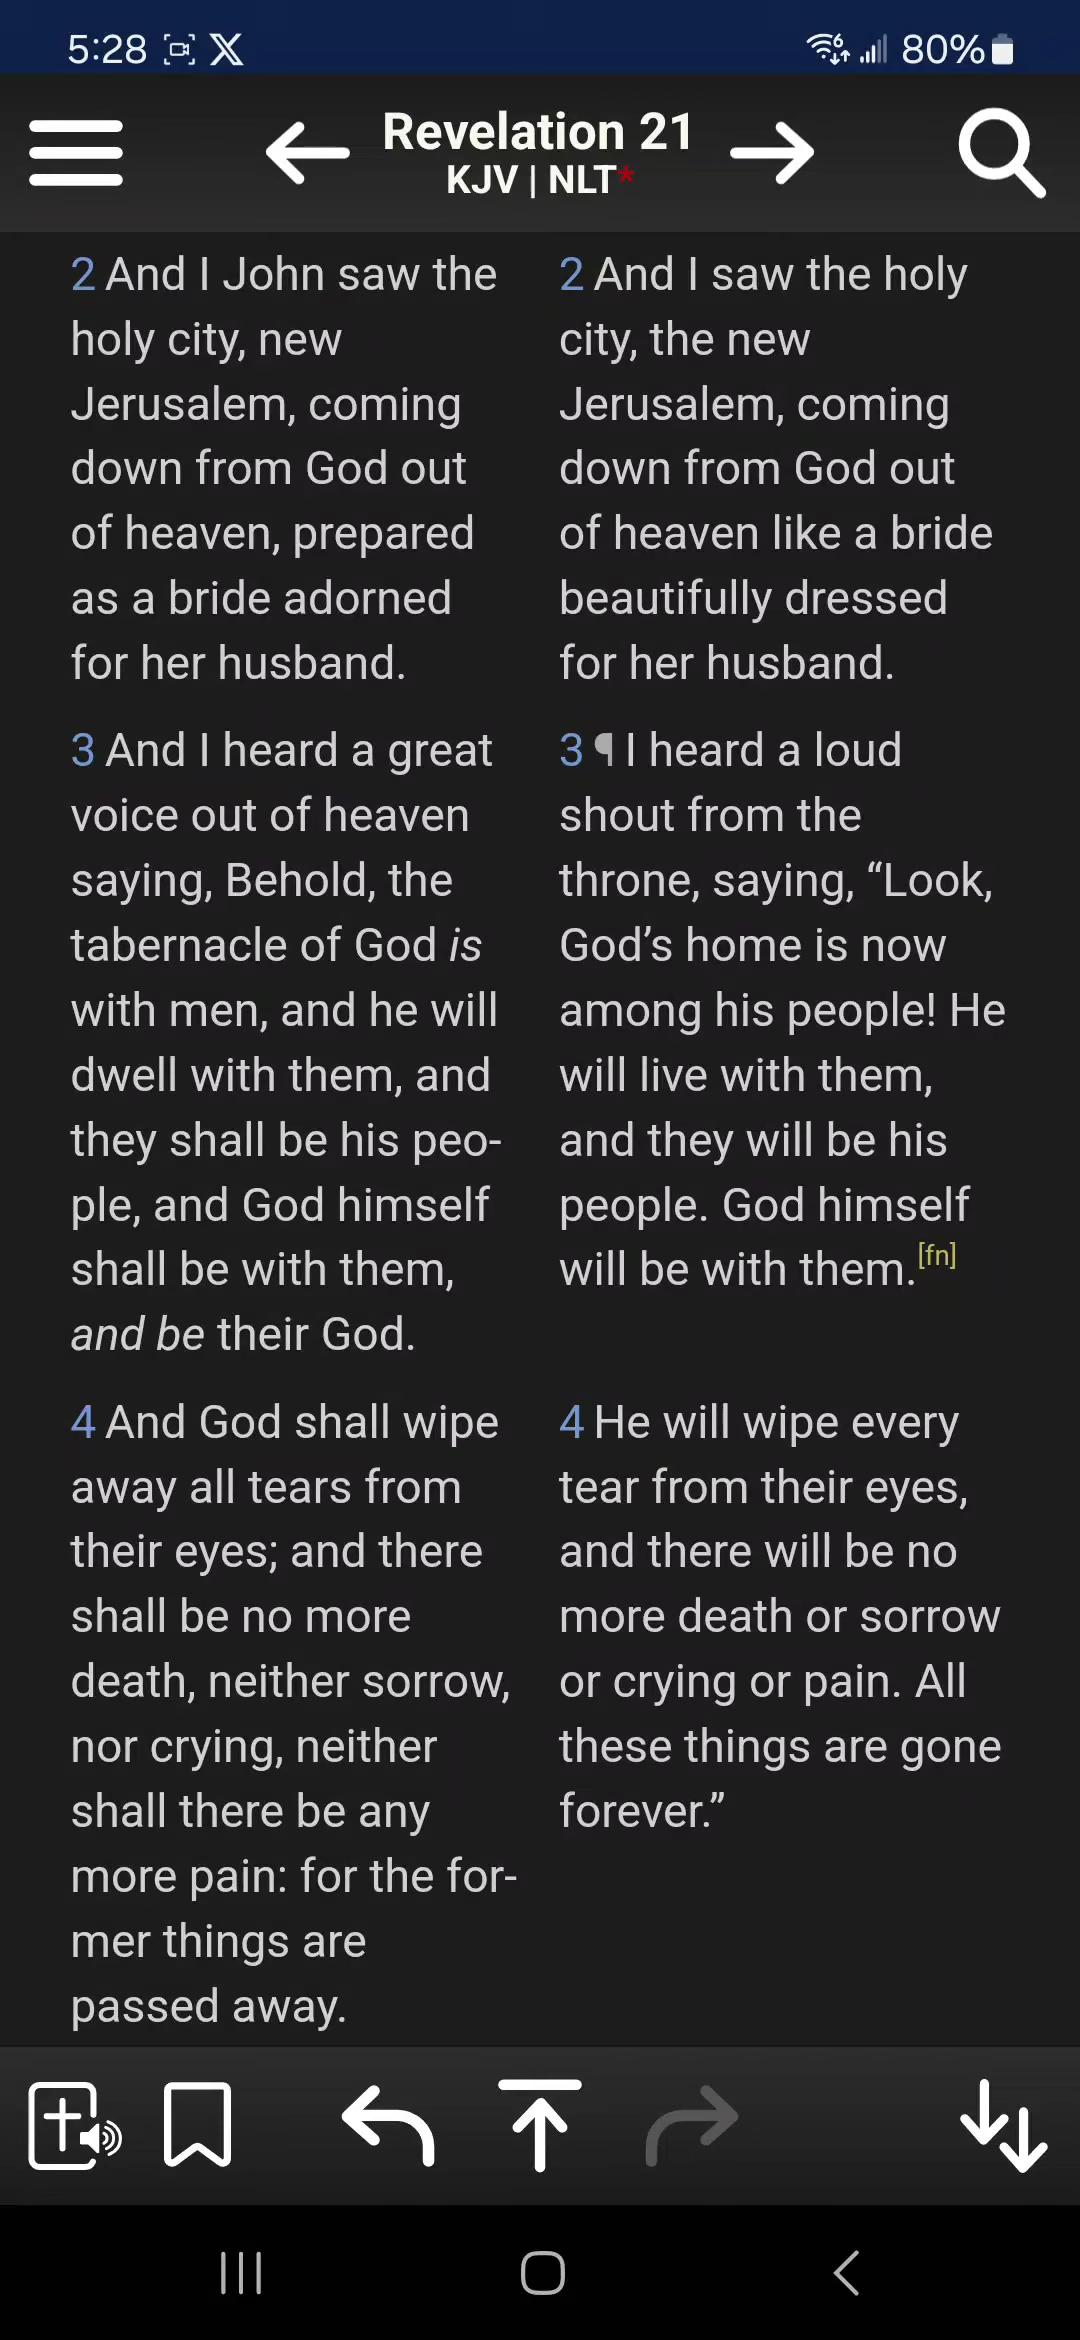 5:28
80%
Revelation 21
KJV | NLT*
2 And I John saw the
holy city, new
Jerusalem, coming
down from God out
of heaven, prepared
as a bride adorned
for her husband.
3 And I heard a great
voice out of heaven
saying, Behold, the
tabernacle of God is
with men, and he will
dwell with them, and
they shall be his peo-
ple, and God himself
shall be with them,
and be their God.
4 And God shall wipe
away all tears from
their eyes; and there
shall be no more
death, neither sorrow,
nor crying, neither
shall there be any
more pain: for the for-
mer things are
passed away.
2 And I saw the holy
city, the new
Jerusalem, coming
down from God out
of heaven like a bride
beautifully dressed
for her husband.
3 ¶ I heard a loud
shout from the
throne, saying, “Look,
God’s home is now
among his people! He
will live with them,
and they will be his
people. God himself
will be with them.[fn]
4 He will wipe every
tear from their eyes,
and there will be no
more death or sorrow
or crying or pain. All
these things are gone
forever.”